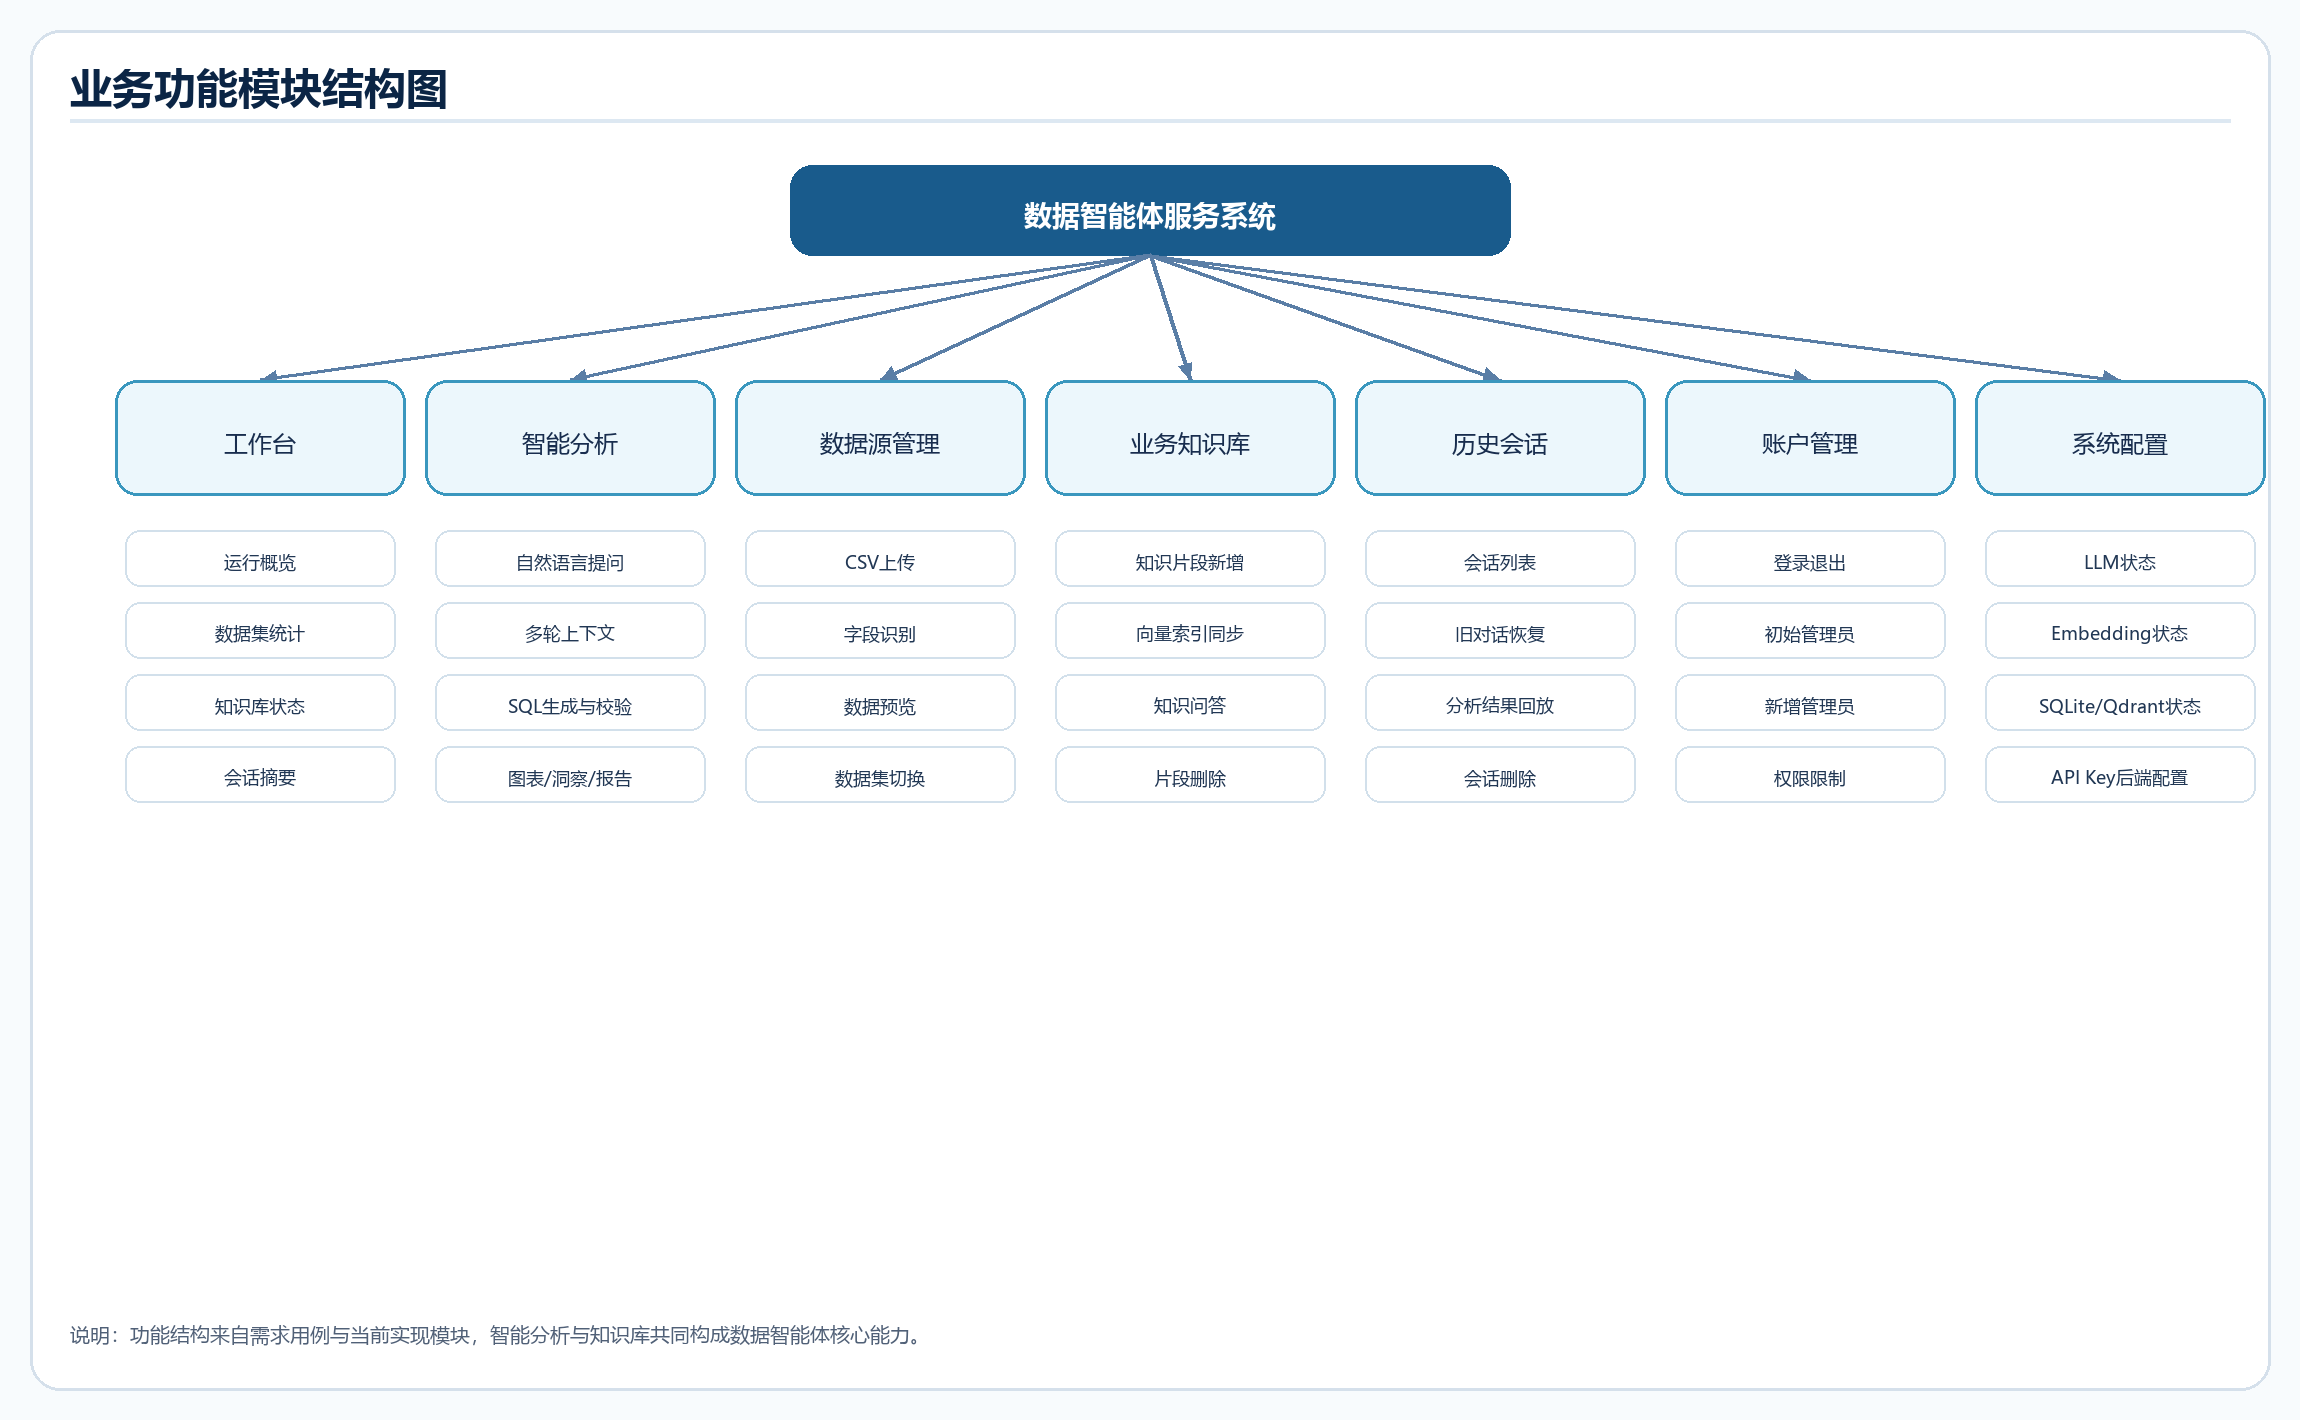 业务功能模块结构图
数据智能体服务系统
工作台
智能分析
数据源管理
业务知识库
历史会话
账户管理
系统配置
运行概览
自然语言提问
CSV上传
知识片段新增
会话列表
登录退出
LLM状态
数据集统计
多轮上下文
字段识别
向量索引同步
旧对话恢复
初始管理员
Embedding状态
知识库状态
SQL生成与校验
数据预览
知识问答
分析结果回放
新增管理员
SQLite/Qdrant状态
会话摘要
图表/洞察/报告
数据集切换
片段删除
会话删除
权限限制
API Key后端配置
说明：功能结构来自需求用例与当前实现模块，智能分析与知识库共同构成数据智能体核心能力。